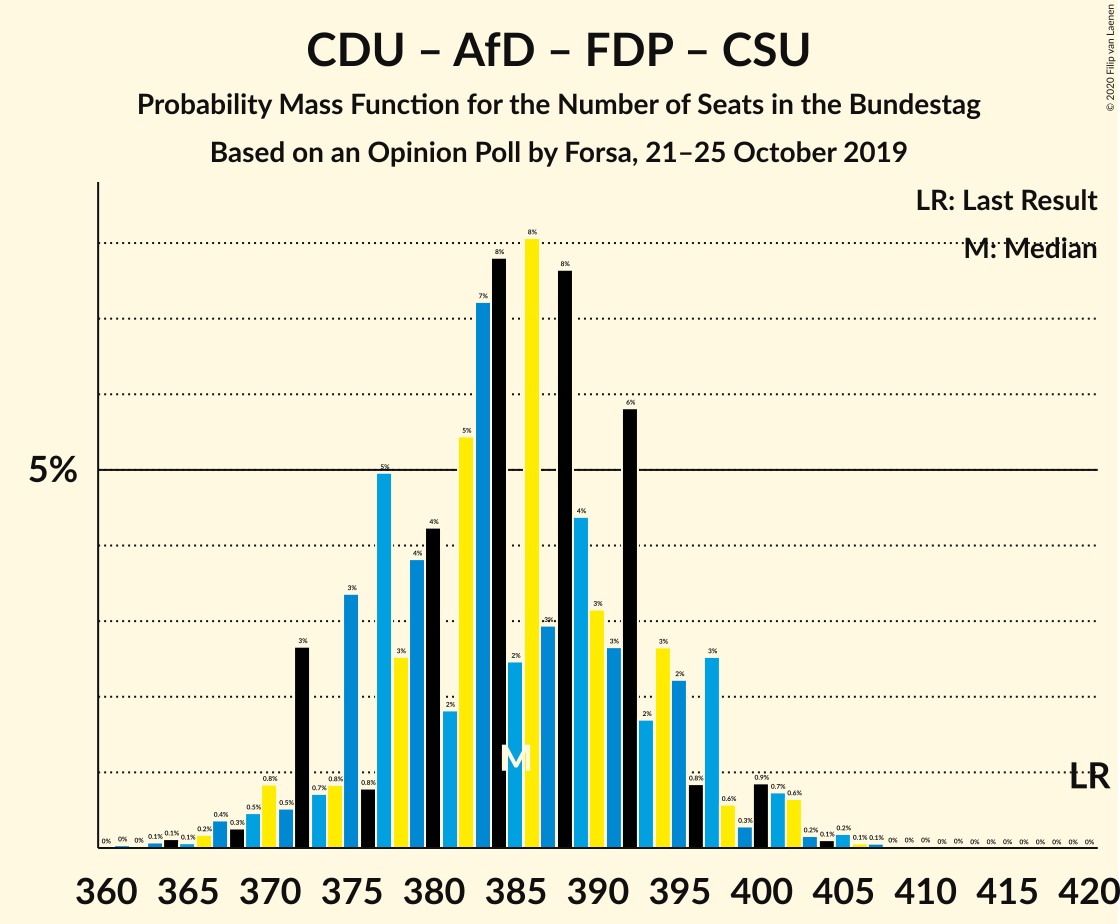 CDU – AfD – FDP – CSU
Probability Mass Function for the Number of Seats in the Bundestag
Based on an Opinion Poll by Forsa, 21–25 October 2019
© 2020 Filip van Laenen
LR: Last Result
M: Median
5%
0% 0% 0% 0.1% 0.1% 0.1% 0.2% 0.4% 0.3% 0.5% 0.8% 0.5% 3% 0.7% 0.8% 3% 0.8% 5% 3% 4% 4% 2% 5% 7% 8% 2% 8% 3% 8% 4% 3% 3% 6% 2% 3% 2% 0.8% 3% 0.6% 0.3% 0.9% 0.7% 0.6% 0.2% 0.1% 0.2% 0.1% 0.1% 0% 0% 0% 0% 0% 0% 0% 0% 0% 0% 0% 0% 0%
M
LR
360 365 370 375 380 385 390 395 400 405 410 415 420